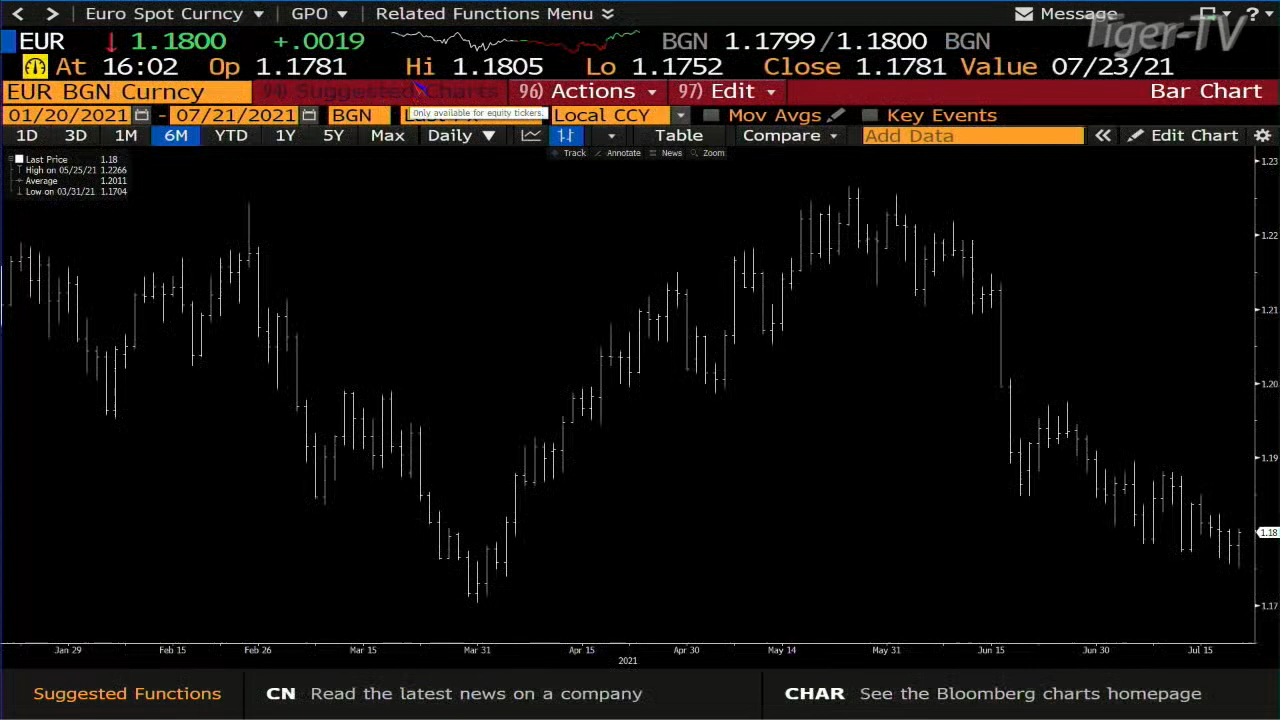 Euro Spot Curncy GPO Related Functions Menu Message ?
Tiger-TV
EUR 1.1800 +.0019 BGN 1.1799/1.1800 BGN
At 16:02 Op 1.1781 Hi 1.1805 Lo 1.1752 Close 1.1781 Value 07/23/21
EUR BGN Curncy 94) Suggested Charts 96) Actions 97) Edit Bar Chart
01/20/2021 - 07/21/2021 BGN Local CCY Mov Avgs Key Events
Only available for equity tickers.
1D 3D 1M 6M YTD 1Y 5Y Max Daily Table Compare Add Data Edit Chart
Track Annotate News Zoom
Last Price 1.18
High on 05/25/21 1.2266
Average 1.2011
Low on 03/31/21 1.1704
1.23
1.22
1.21
1.20
1.19
1.18
1.17
Jan 29 Feb 15 Feb 26 Mar 15 Mar 31 Apr 15 Apr 30 May 14 May 31 Jun 15 Jun 30 Jul 15
2021
Suggested Functions CN Read the latest news on a company CHAR See the Bloomberg charts homepage